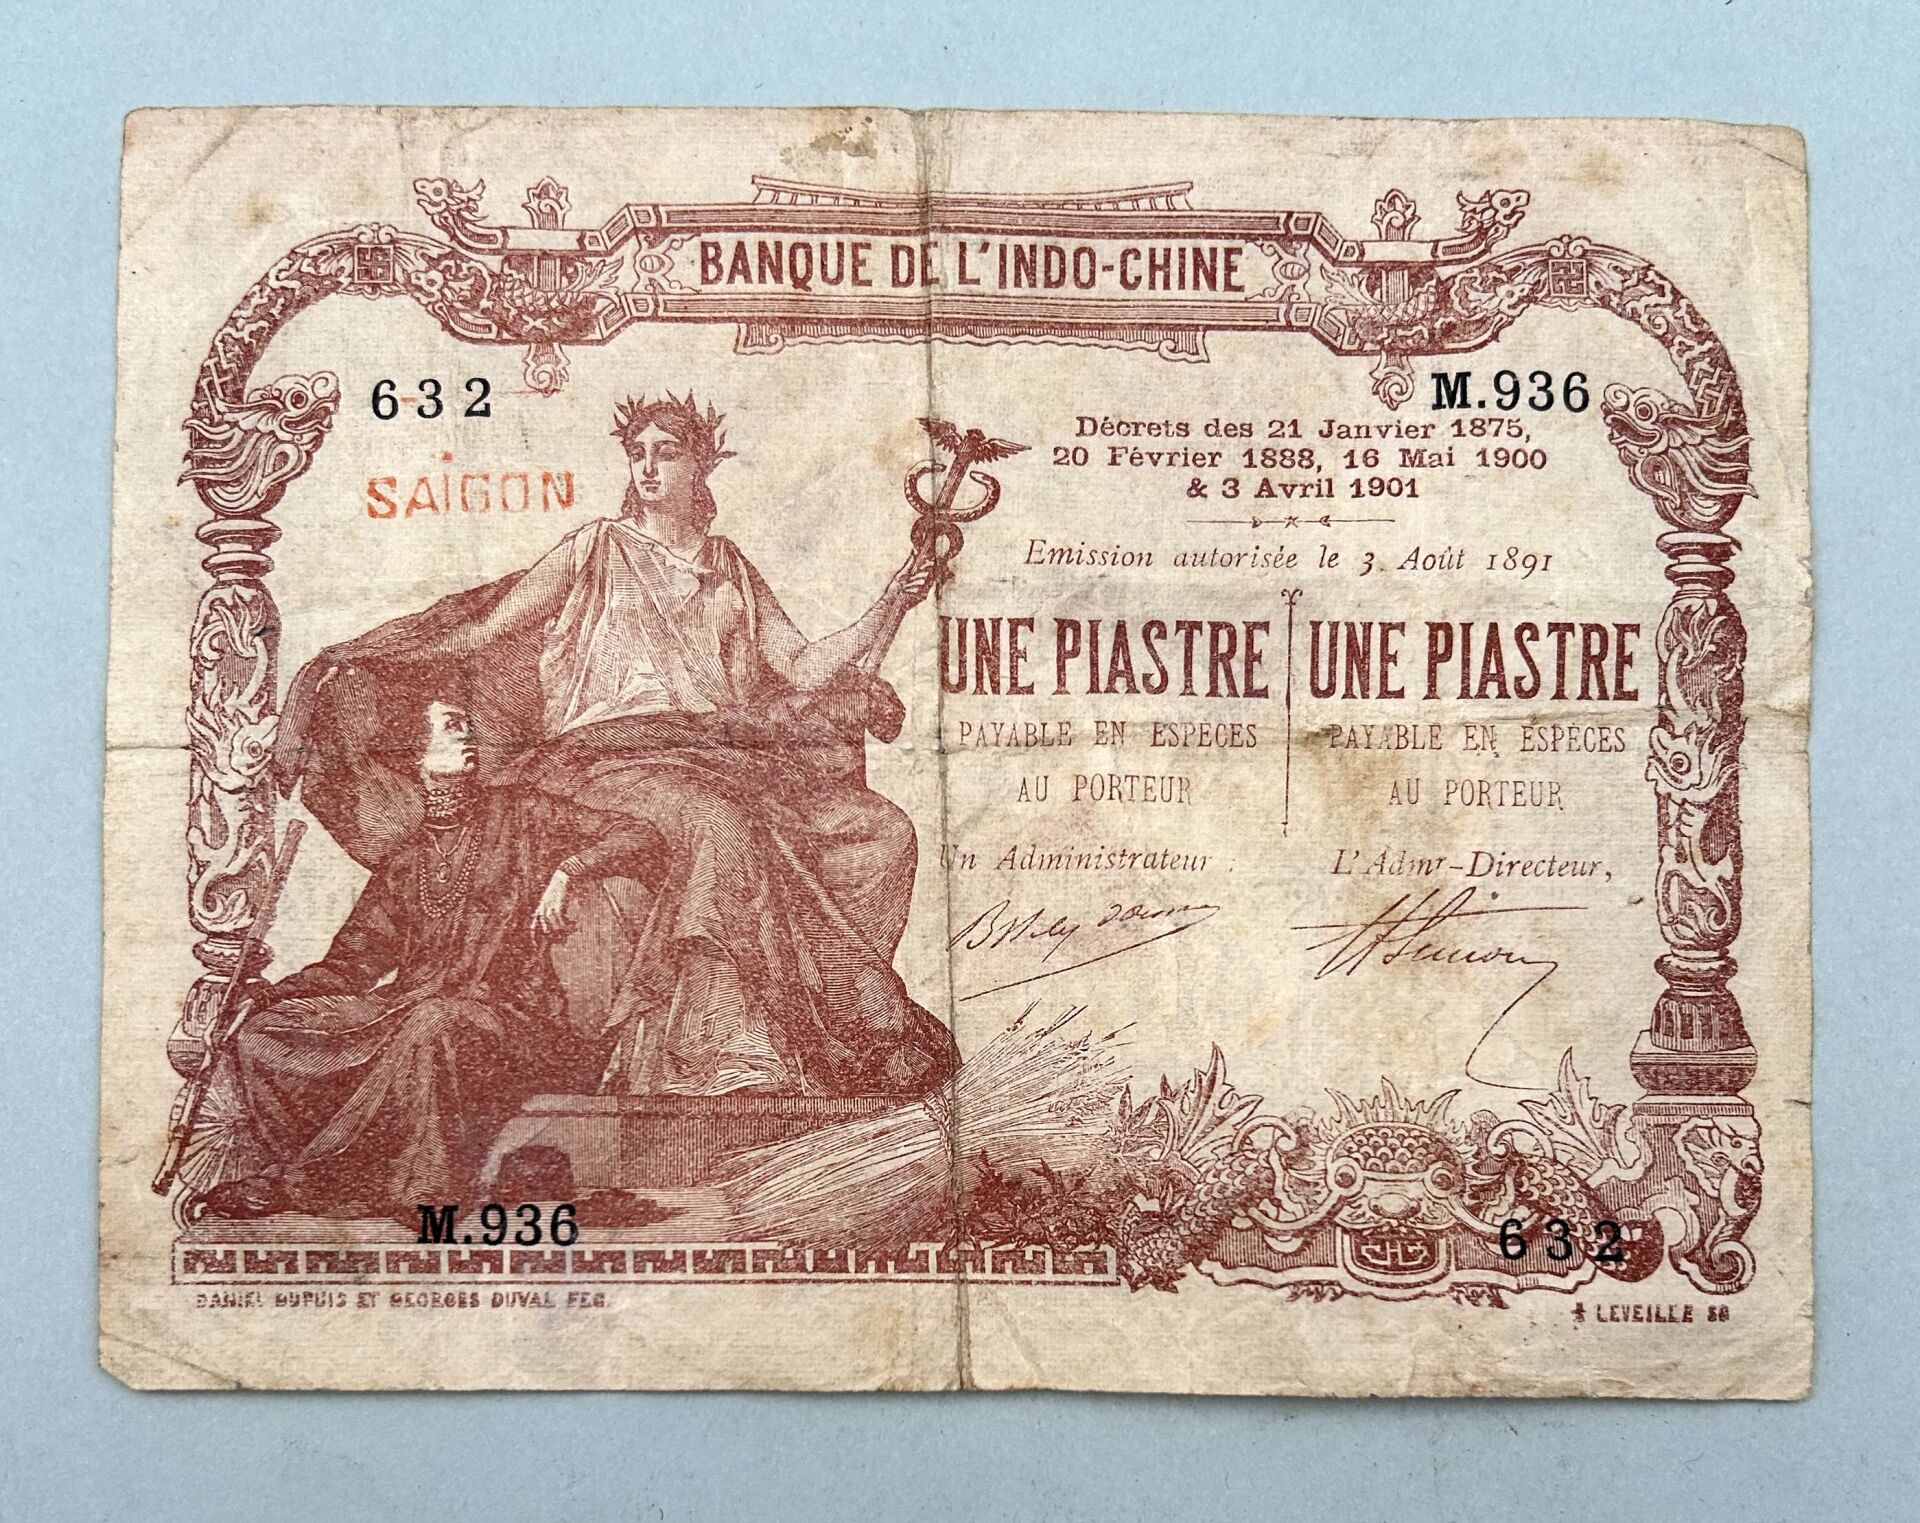 BANQUE DE L'INDO-CHINE
632
M.936
SAÏGON
Décrets des 21 Janvier 1875,
20 Février 1888, 16 Mai 1900
& 3 Avril 1901
Emission autorisée le 3 Août 1891
UNE PIASTRE
PAYABLE EN ESPÈCES
AU PORTEUR
Un Administrateur
UNE PIASTRE
PAYABLE EN ESPÈCES
AU PORTEUR
L'Admr-Directeur,
M.936
632
DANIEL DUPUIS ET GEORGES DUVAL FEC.
LEVEILLE SC